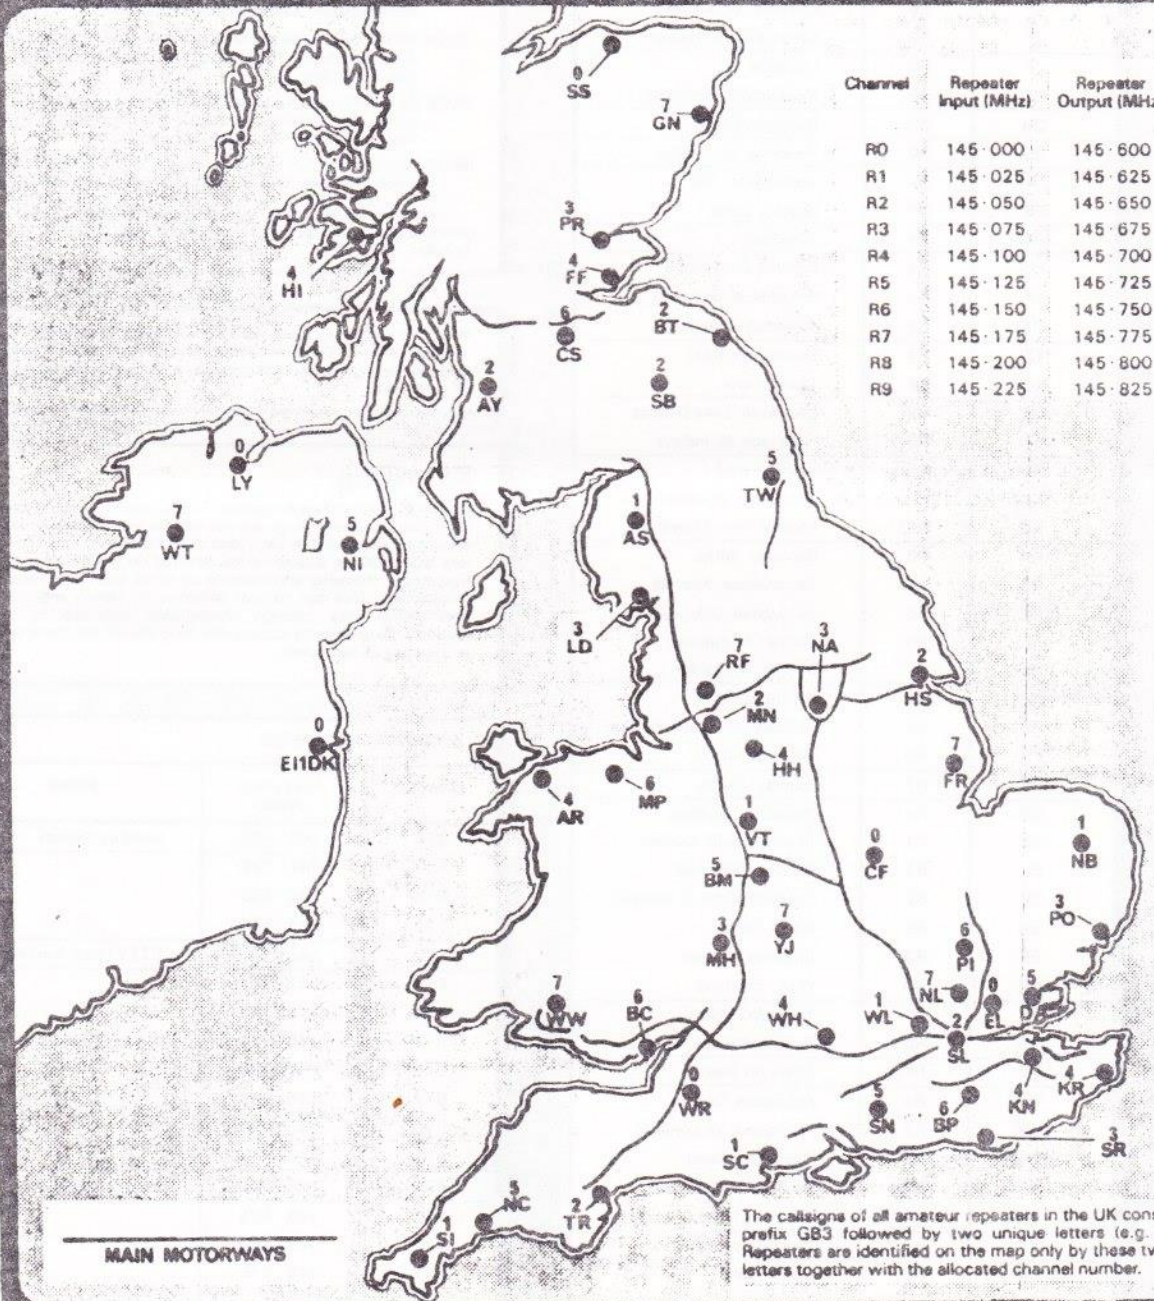 Channel Repeater Input (MHz) Repeater Output (MHz
R0 145·000 145·600
R1 145·025 145·625
R2 145·050 145·650
R3 145·075 145·675
R4 145·100 145·700
R5 145·125 145·725
R6 145·150 145·750
R7 145·175 145·775
R8 145·200 145·800
R9 145·225 145·825
0 SS
7 GN
3 PR
4 FF
4 HI
6 CS
2 BT
2 AY
2 SB
0 LY
5 TW
7 WT
5 NI
1 AS
3 LD
7 RF
3 NA
2 HS
2 MN
0 EI1DK
4 HH
7 FR
4 AR
6 MP
1 VT
0 CF
1 NB
5 BM
3 PO
3 MH
7 YJ
6 PI
7 NL
0 EL
5 DA
7 WW
6 BC
4 WH
1 WL
2 SL
0 WR
5 SN
6 BP
4 KN
4 KR
1 SC
3 SR
5 NC
2 TR
1 SI
MAIN MOTORWAYS
The callsigns of all amateur repeaters in the UK cons
prefix GB3 followed by two unique letters (e.g.
Repeaters are identified on the map only by these tw
letters together with the allocated channel number.